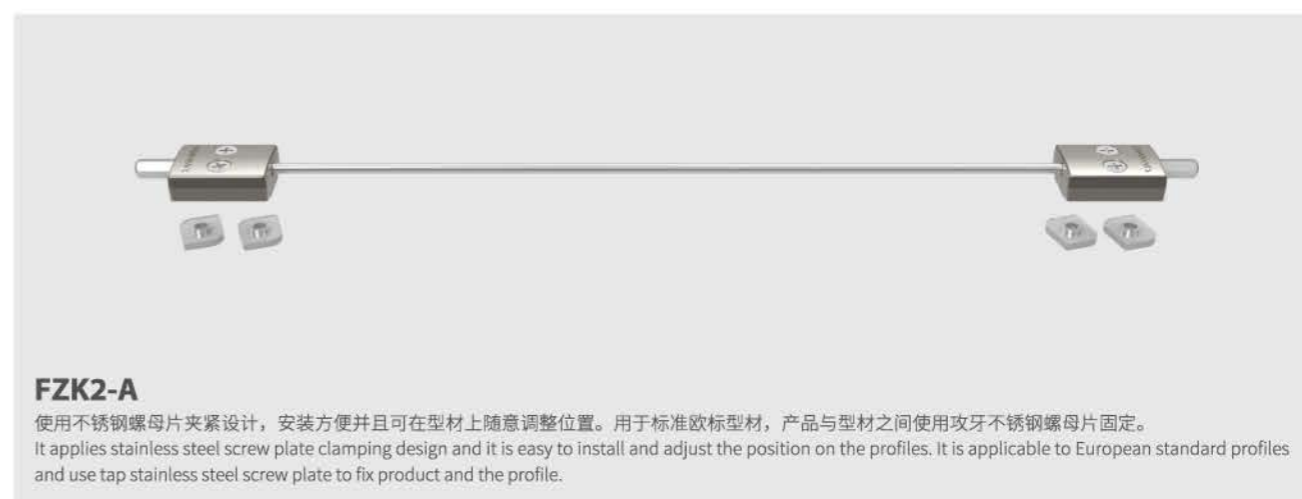 FZK2-A
使用不锈钢螺母片夹紧设计，安装方便并且可在型材上随意调整位置。用于标准欧标型材，产品与型材之间使用攻牙不锈钢螺母片固定。
It applies stainless steel screw plate clamping design and it is easy to install and adjust the position on the profiles. It is applicable to European standard profiles
and use tap stainless steel screw plate to fix product and the profile.